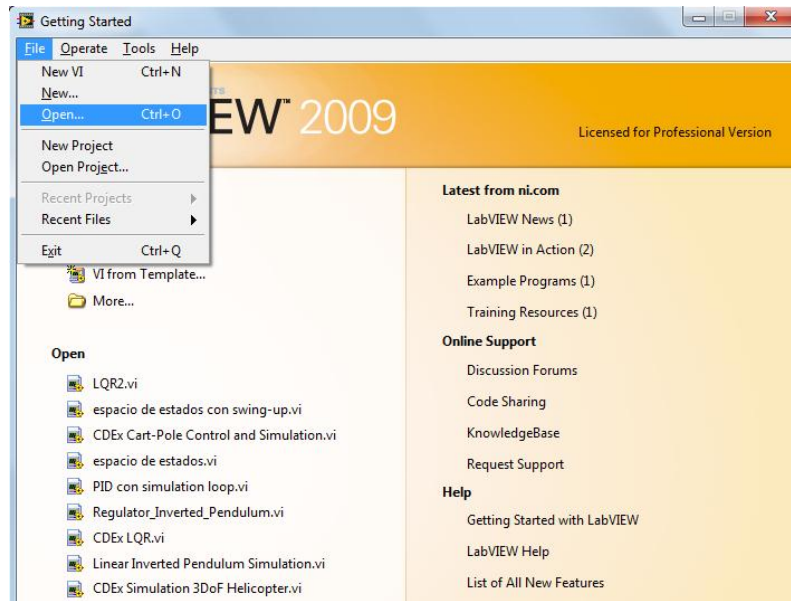 Getting Started
File Operate Tools Help
New VI Ctrl+N
New...
Open... Ctrl+O
New Project
Open Project...
Recent Projects
Recent Files
Exit Ctrl+Q
EW™ 2009
Licensed for Professional Version
VI from Template...
More...
Open
LQR2.vi
espacio de estados con swing-up.vi
CDEx Cart-Pole Control and Simulation.vi
espacio de estados.vi
PID con simulation loop.vi
Regulator_Inverted_Pendulum.vi
CDEx LQR.vi
Linear Inverted Pendulum Simulation.vi
CDEx Simulation 3DoF Helicopter.vi
Latest from ni.com
LabVIEW News (1)
LabVIEW in Action (2)
Example Programs (1)
Training Resources (1)
Online Support
Discussion Forums
Code Sharing
KnowledgeBase
Request Support
Help
Getting Started with LabVIEW
LabVIEW Help
List of All New Features